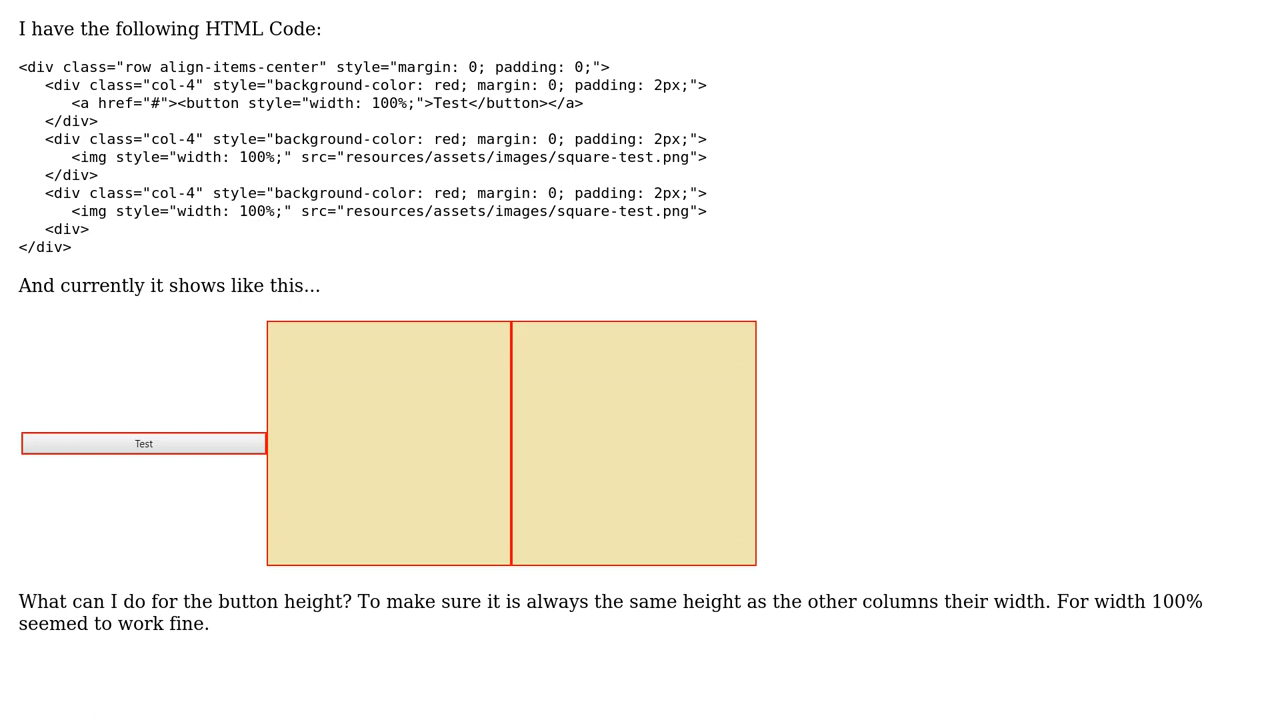 I have the following HTML Code:
<div class="row align-items-center" style="margin: 0; padding: 0;">
   <div class="col-4" style="background-color: red; margin: 0; padding: 2px;">
      <a href="#"><button style="width: 100%;">Test</button></a>
   </div>
   <div class="col-4" style="background-color: red; margin: 0; padding: 2px;">
      <img style="width: 100%;" src="resources/assets/images/square-test.png">
   </div>
   <div class="col-4" style="background-color: red; margin: 0; padding: 2px;">
      <img style="width: 100%;" src="resources/assets/images/square-test.png">
   <div>
</div>
And currently it shows like this...
Test
What can I do for the button height? To make sure it is always the same height as the other columns their width. For width 100%
seemed to work fine.